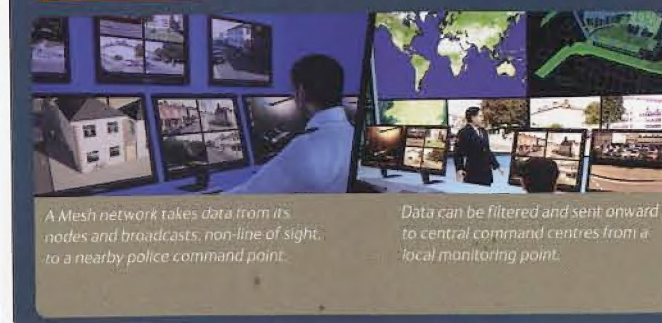 A Mesh network takes data from its
nodes and broadcasts, non-line of sight,
to a nearby police command point.
Data can be filtered and sent onward
to central command centres from a
local monitoring point.